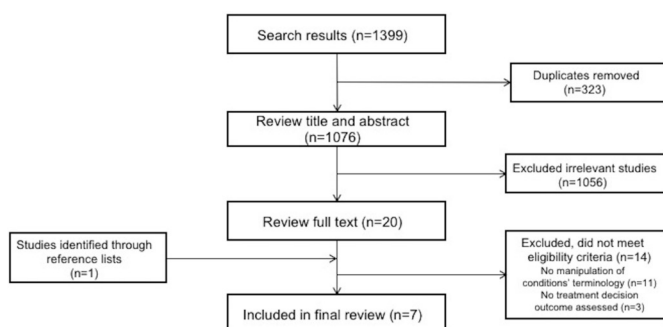 Search results (n=1399)
Duplicates removed
(n=323)
Review title and abstract
(n=1076)
Excluded irrelevant studies
(n=1056)
Review full text (n=20)
Studies identified through
reference lists
(n=1)
Excluded, did not meet
eligibility criteria (n=14)
No manipulation of
conditions' terminology (n=11)
No treatment decision
outcome assessed (n=3)
Included in final review (n=7)